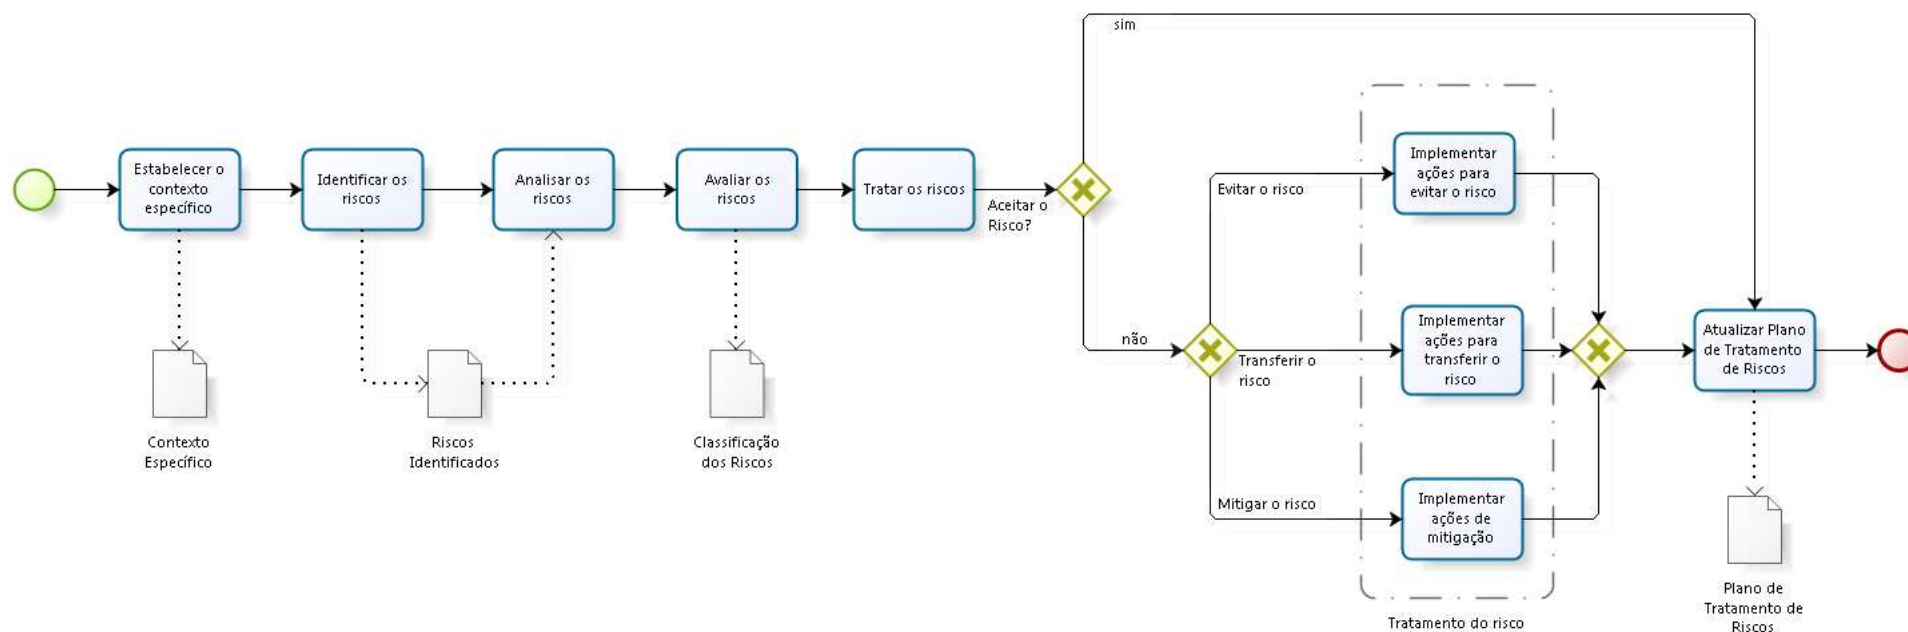 sim
Estabelecer o
contexto
específico
Identificar os
riscos
Analisar os
riscos
Avaliar os
riscos
Tratar os riscos
Aceitar o
Risco?
não
Evitar o risco
Implementar
ações para
evitar o risco
Transferir o
risco
Implementar
ações para
transferir o
risco
Mitigar o risco
Implementar
ações de
mitigação
Tratamento do risco
Atualizar Plano
de Tratamento
de Riscos
Contexto
Específico
Riscos
Identificados
Classificação
dos Riscos
Plano de
Tratamento de
Riscos